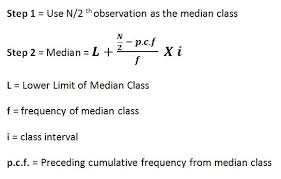 Step 1 = Use N/2 th observation as the median class
Step 2 = Median = L + (N/2 − p.c.f)/f X i
L = Lower Limit of Median Class
f = frequency of median class
i = class interval
p.c.f. = Preceding cumulative frequency from median class